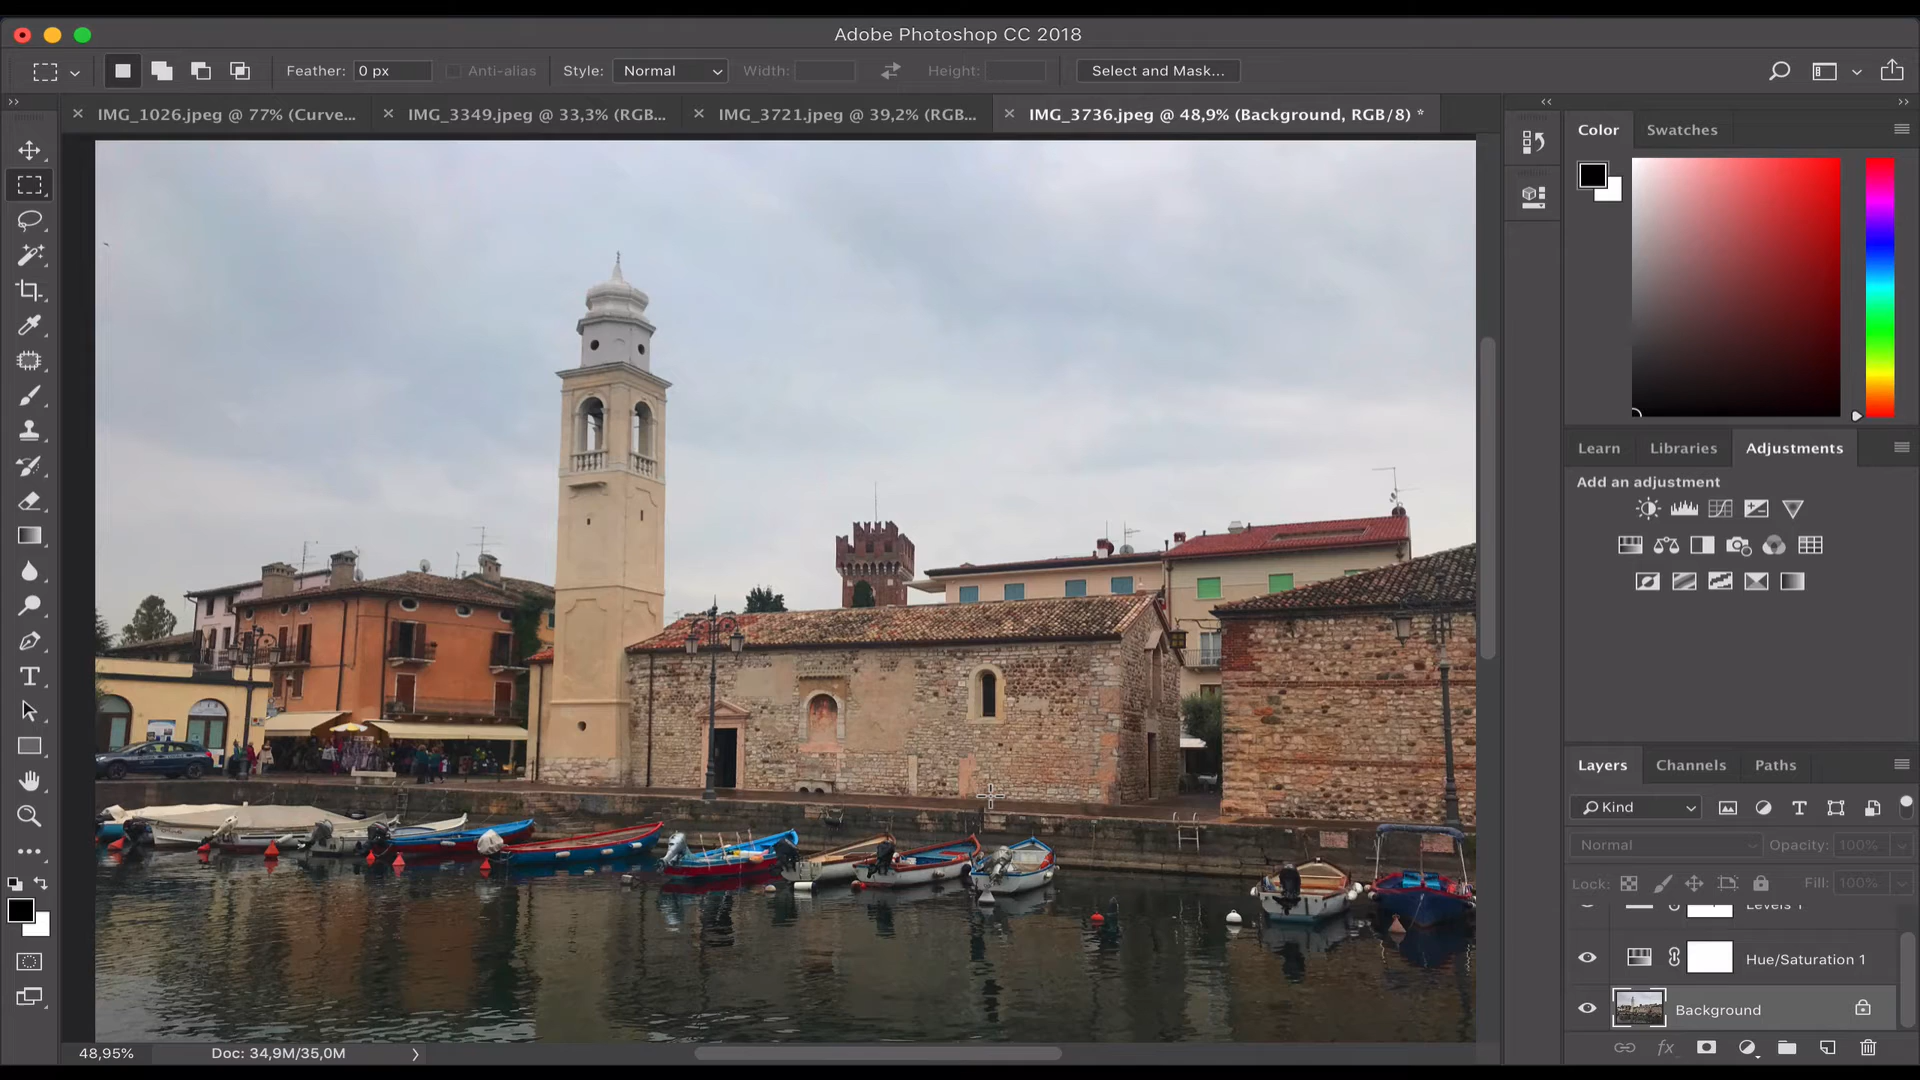 Adobe Photoshop CC 2018
Feather: 0 px Anti-alias Style: Normal Width: Height: Select and Mask...
IMG_1026.jpeg @ 77% (Curve... IMG_3349.jpeg @ 33,3% (RGB... IMG_3721.jpeg @ 39,2% (RGB... IMG_3736.jpeg @ 48,9% (Background, RGB/8) *
Color Swatches
Learn Libraries Adjustments
Add an adjustment
Layers Channels Paths
Kind
Normal Opacity: 100%
Lock: Fill: 100%
Levels 1
Hue/Saturation 1
Background
48,95% Doc: 34,9M/35,0M